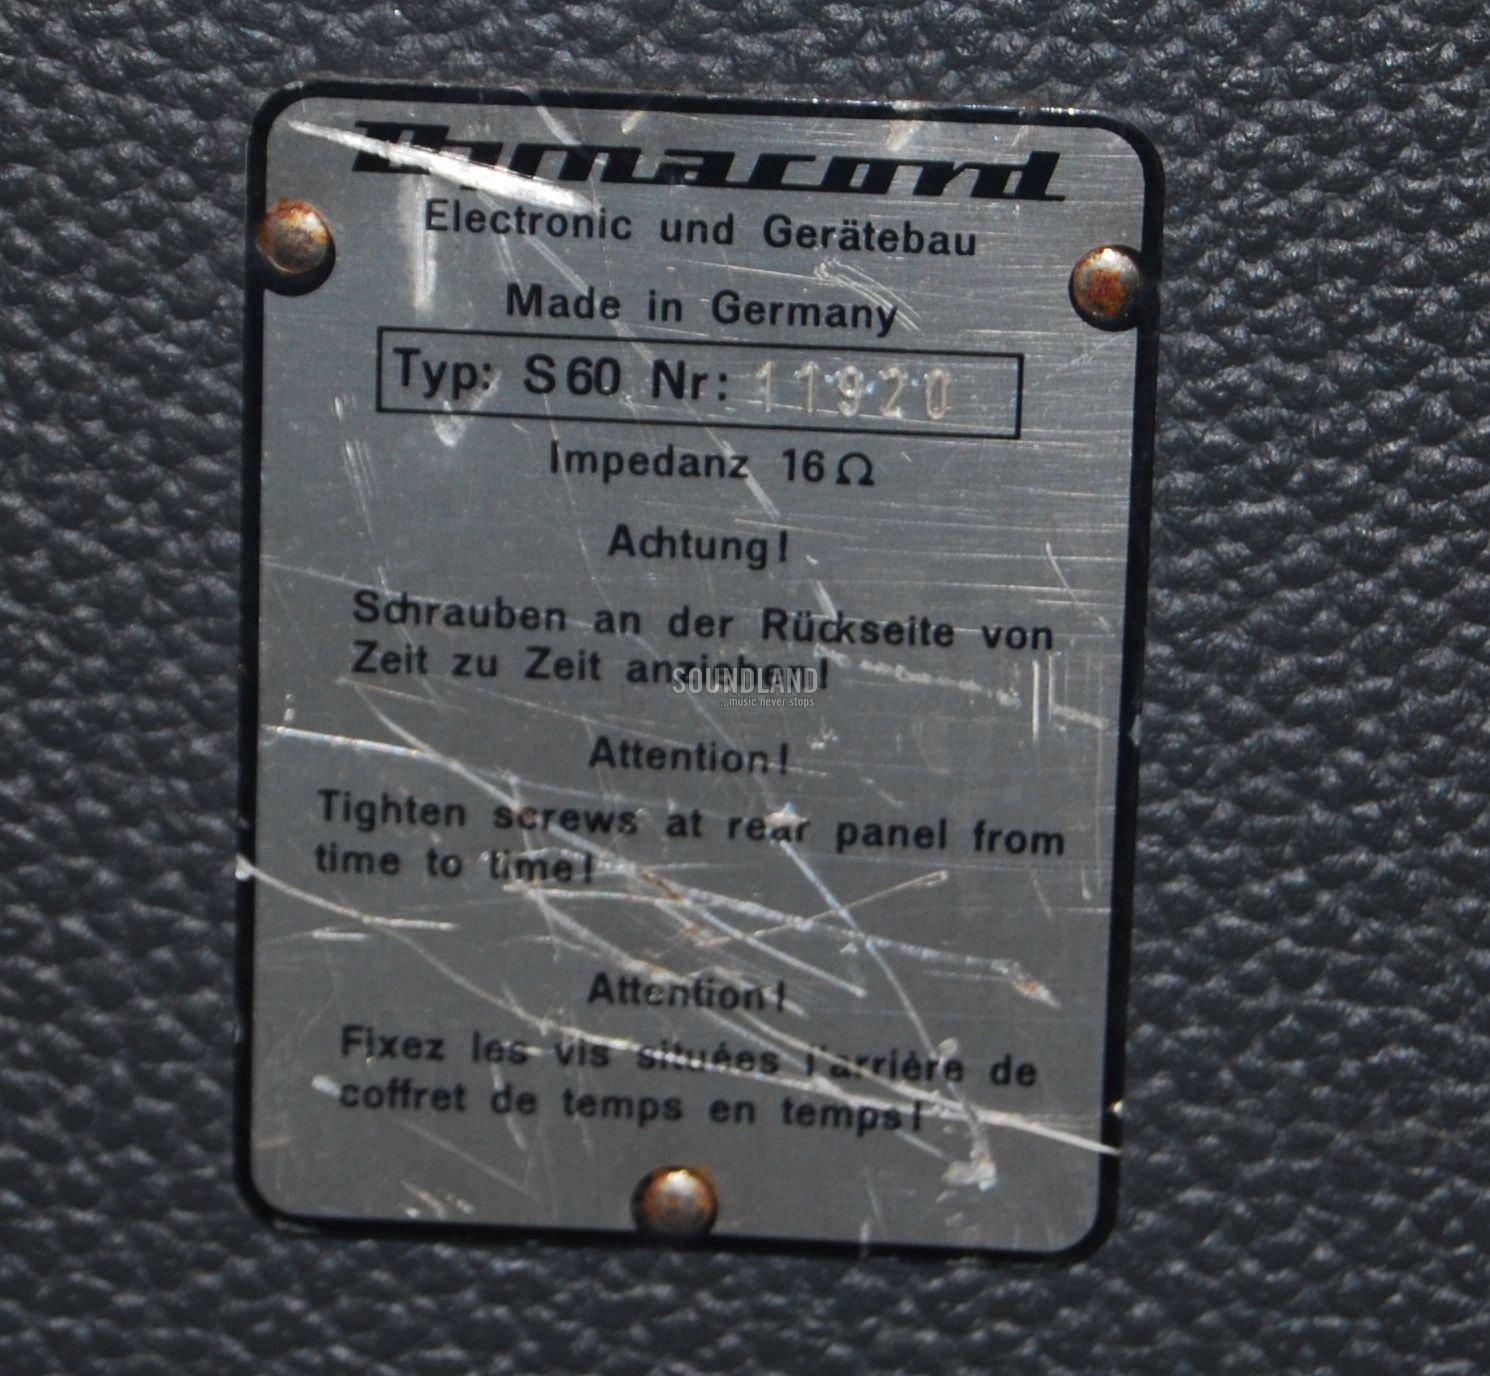 Dynacord
Electronic und Gerätebau
Made in Germany
Typ: S 60 Nr: 11920
Impedanz 16 Ω
Achtung!
Schrauben an der Rückseite von
Zeit zu Zeit anziehen!
SOUNDLAND
...music never stops
Attention!
Tighten screws at rear panel from
time to time!
Attention!
Fixez les vis situées l'arrière de
coffret de temps en temps!